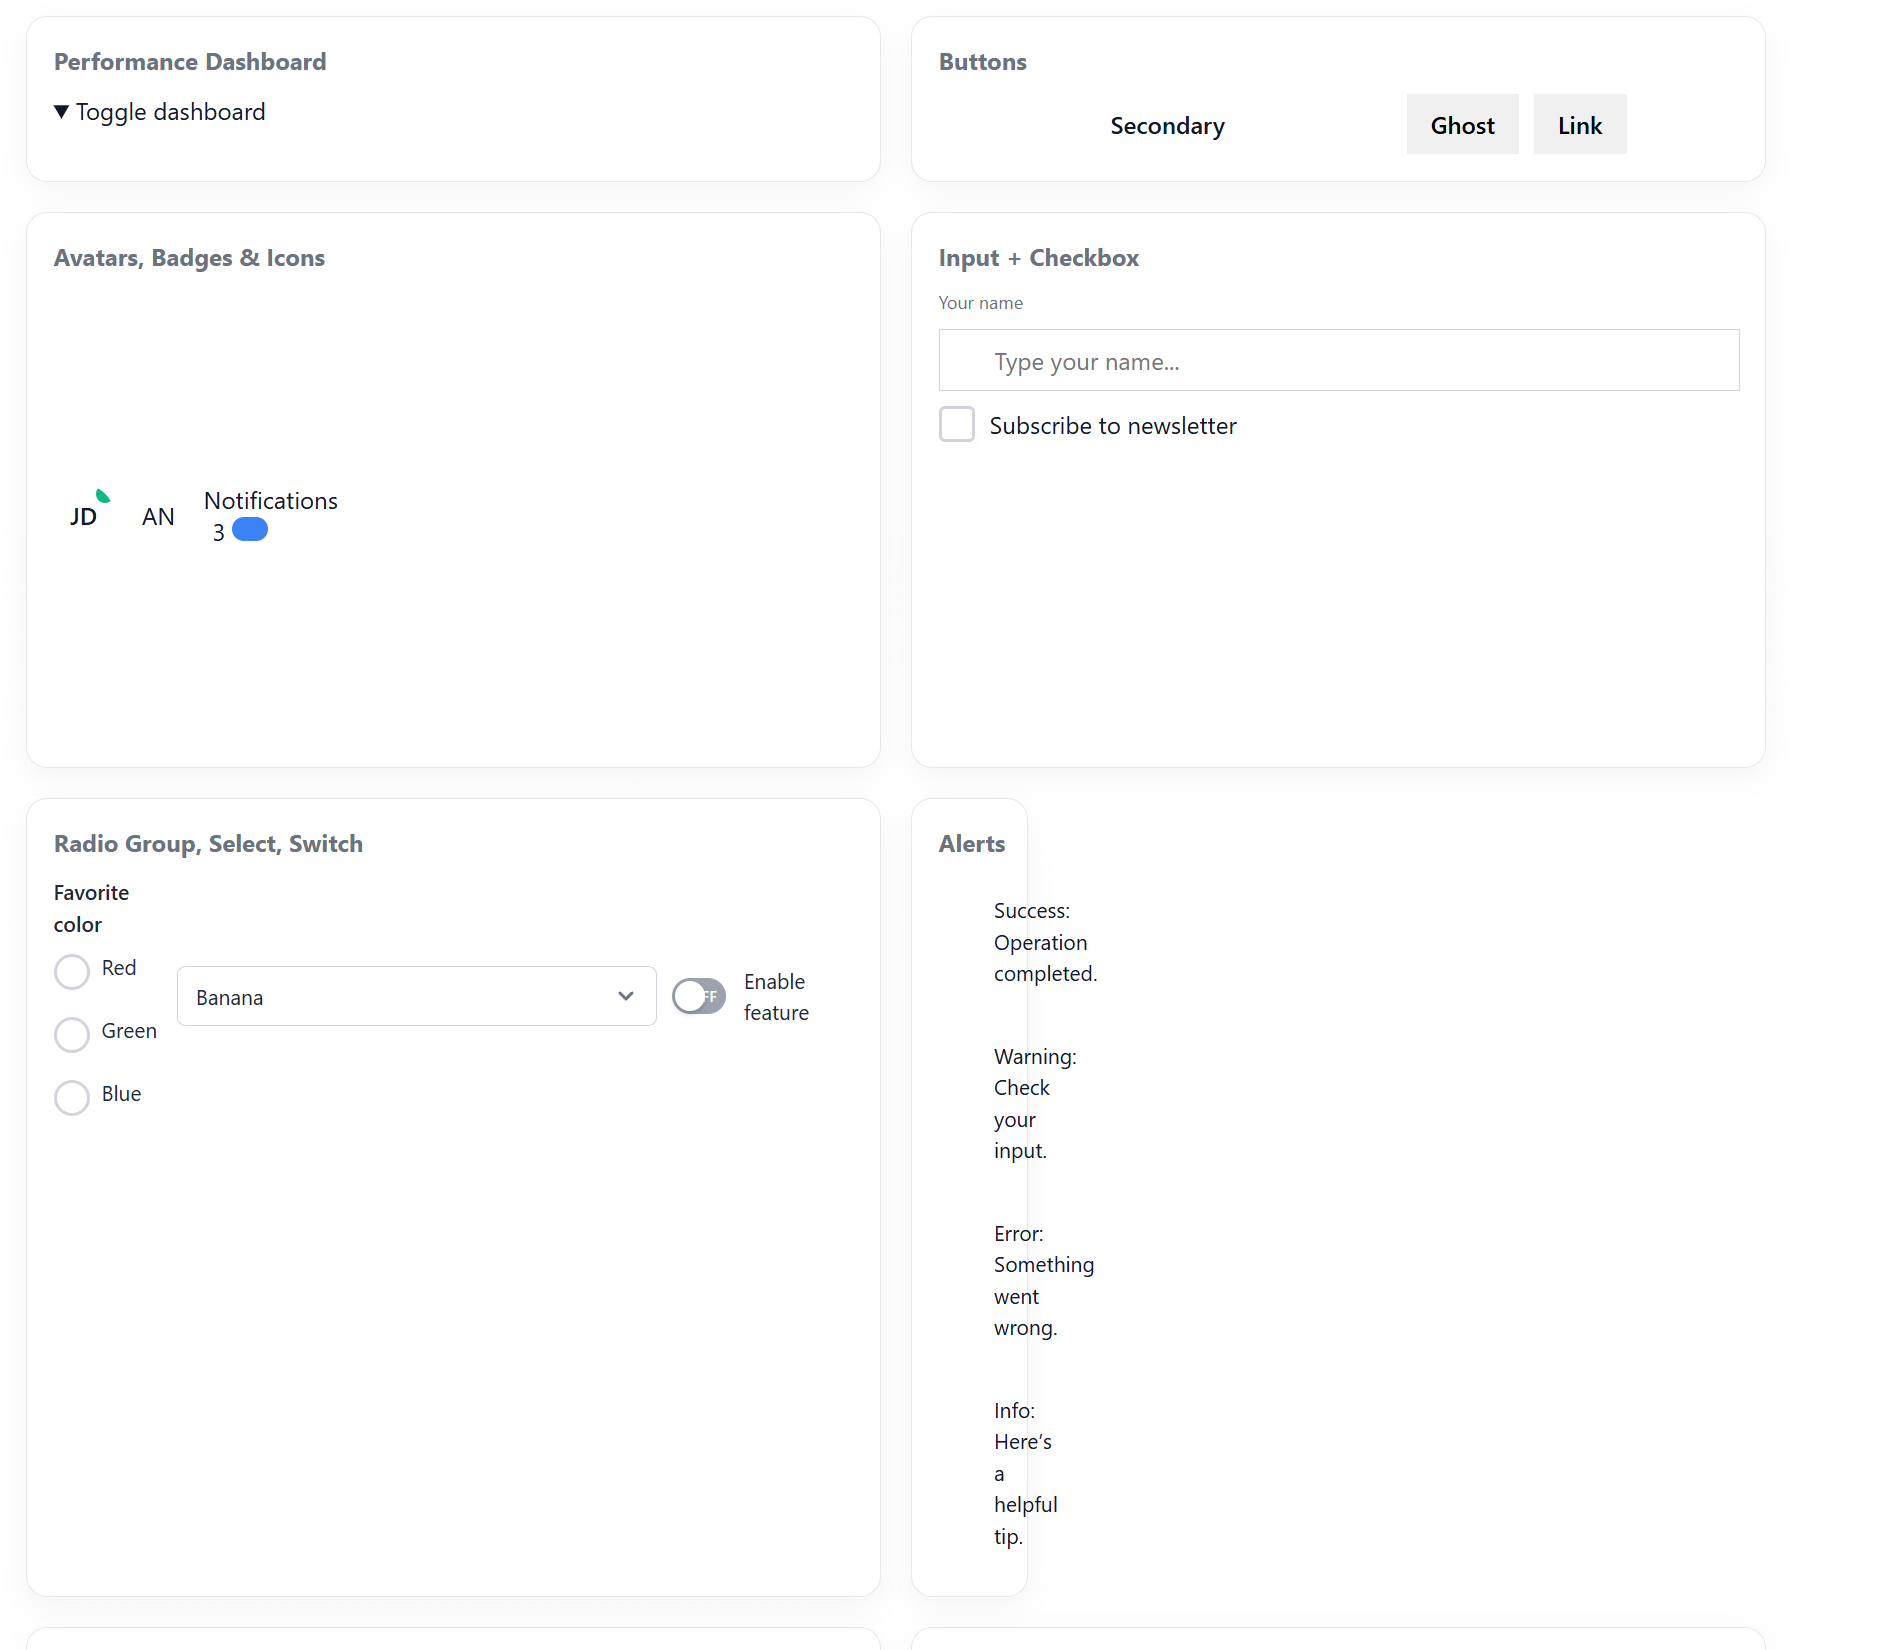 Performance Dashboard
▼ Toggle dashboard
Buttons
Secondary
Ghost
Link
Avatars, Badges & Icons
JD
AN
Notifications
3
Input + Checkbox
Your name
Type your name...
Subscribe to newsletter
Radio Group, Select, Switch
Favorite
color
Red
Green
Blue
Banana
Enable
feature
Alerts
Success:
Operation
completed.
Warning:
Check
your
input.
Error:
Something
went
wrong.
Info:
Here’s
a
helpful
tip.